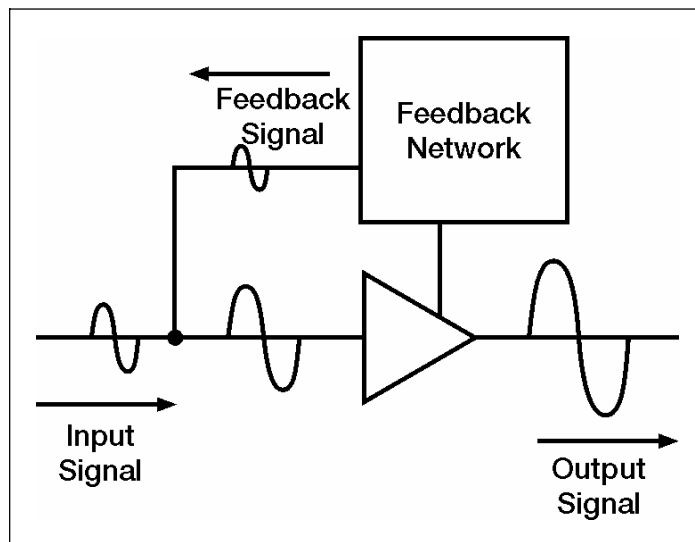 Feedback
Signal
Feedback
Network
Input
Signal
Output
Signal